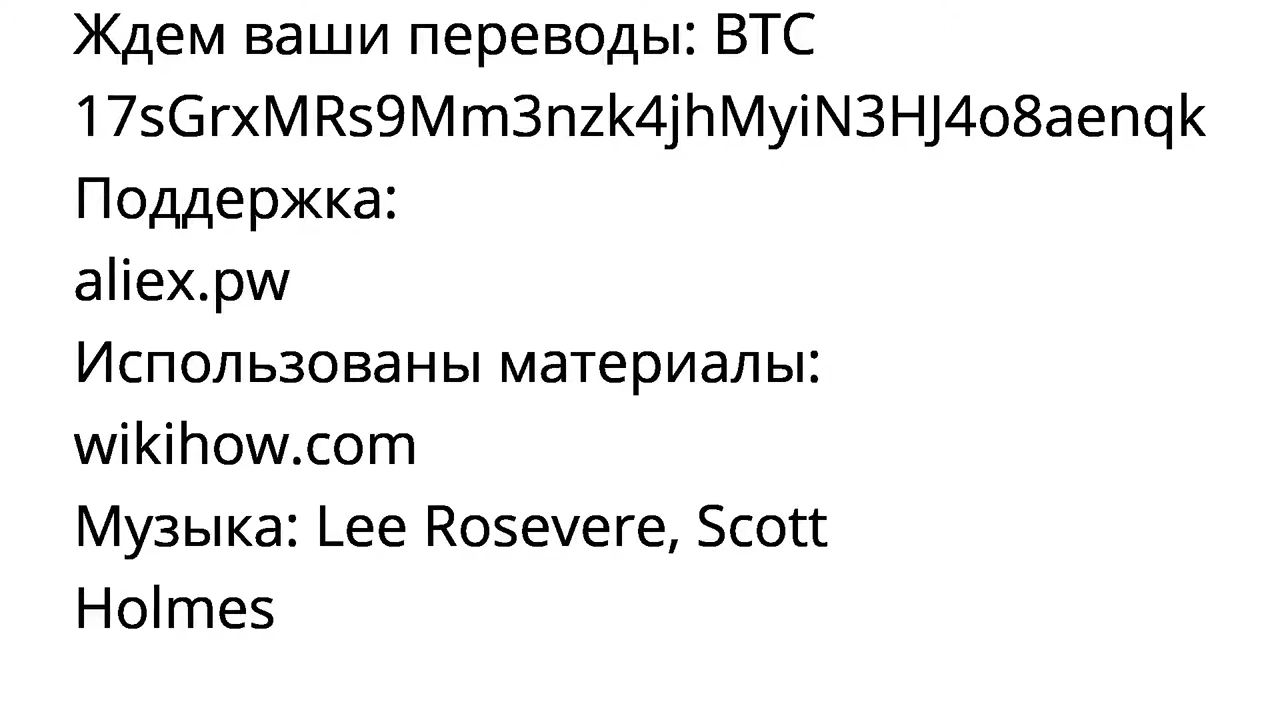 Ждем ваши переводы: BTC
17sGrxMRs9Mm3nzk4jhMyiN3HJ4o8aenqk
Поддержка:
aliex.pw
Использованы материалы:
wikihow.com
Музыка: Lee Rosevere, Scott
Holmes